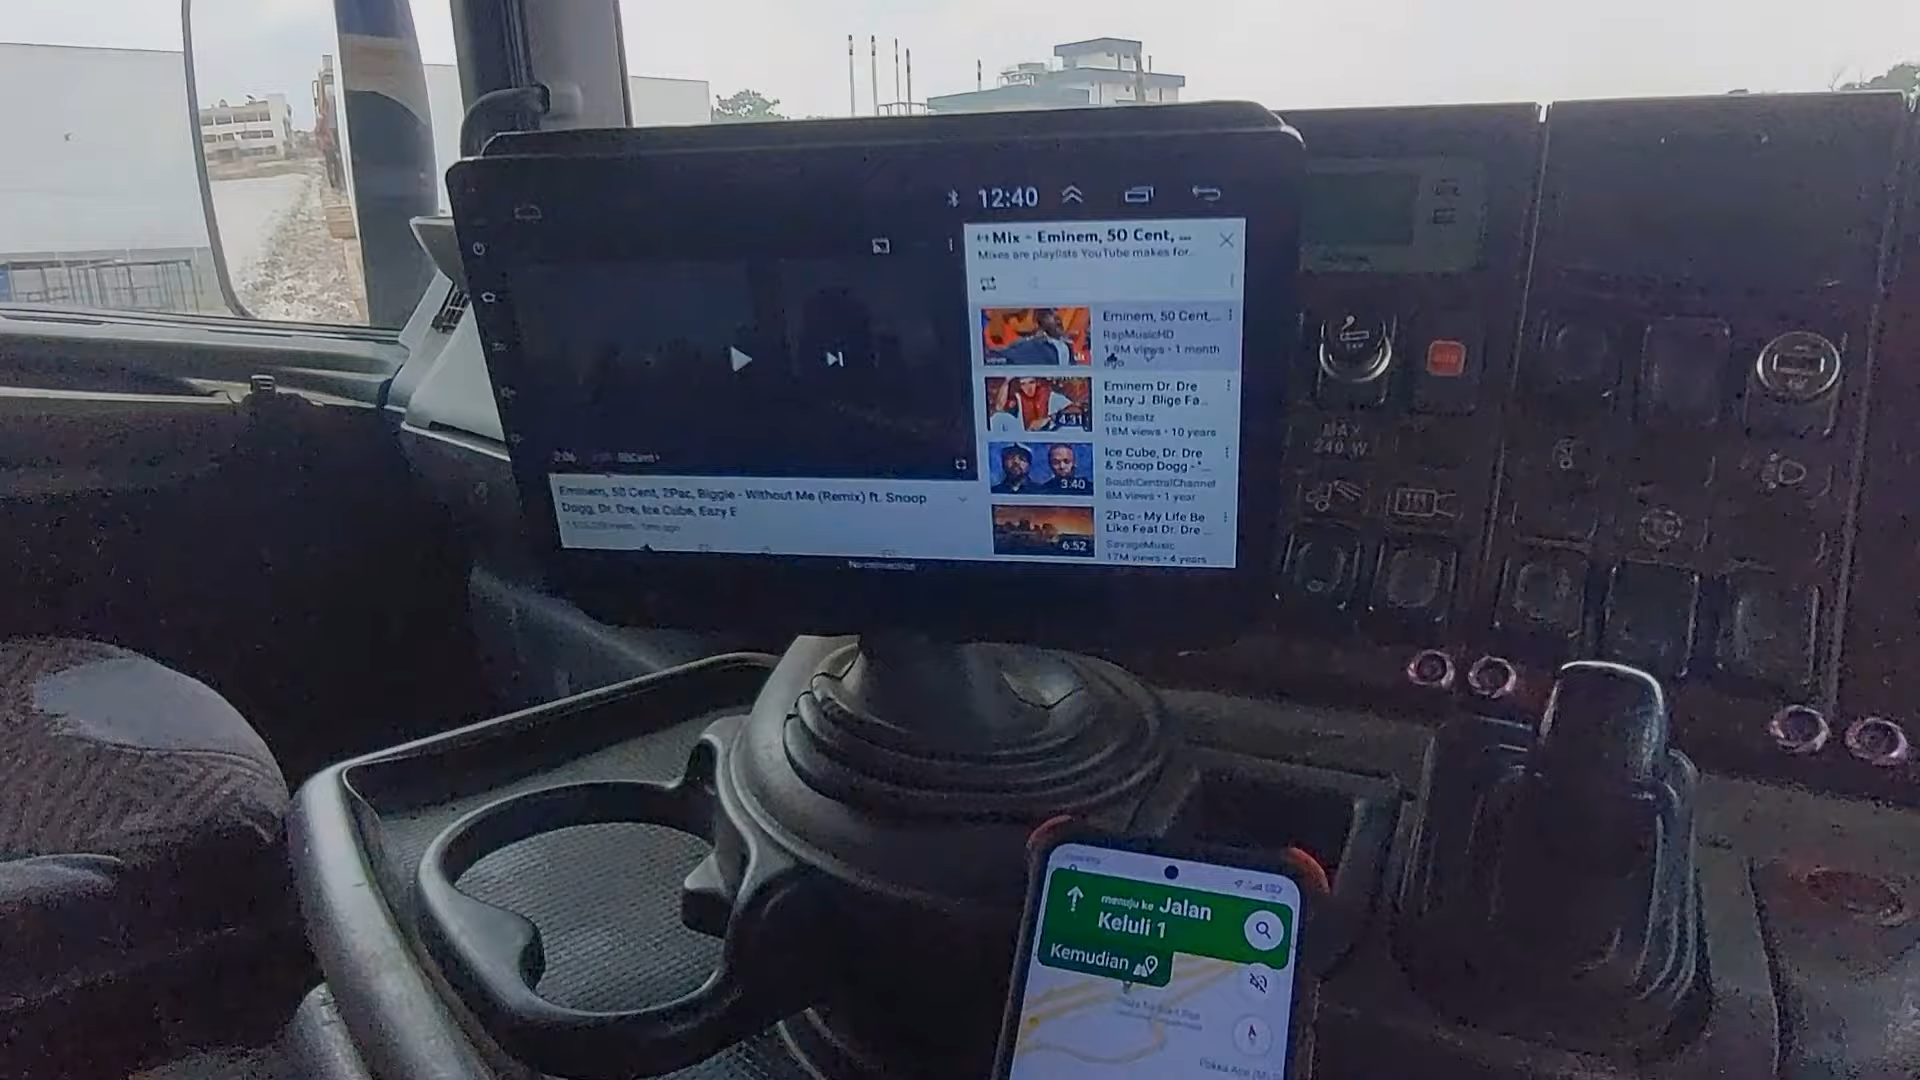 12:40
Mix - Eminem, 50 Cent, ...
Mixes are playlists YouTube makes for...
Eminem, 50 Cent,...
RapMusicHD
1.9M views • 1 month
ago
Eminem Dr. Dre
Mary J. Blige Fa...
4:31
Stu Beatz
18M views • 10 years
Ice Cube, Dr. Dre
& Snoop Dogg - "...
3:40
SouthCentralChannel
8M views • 1 year
2Pac - My Life Be
Like Feat Dr. Dre ...
6:52
SavageMusic
17M views • 4 years
2:06
Eminem, 50 Cent, 2Pac, Biggie - Without Me (Remix) ft. Snoop
Dogg, Dr. Dre, Ice Cube, Eazy E
No connection
MAX
240 W
menuju ke Jalan
Keluli 1
Kemudian